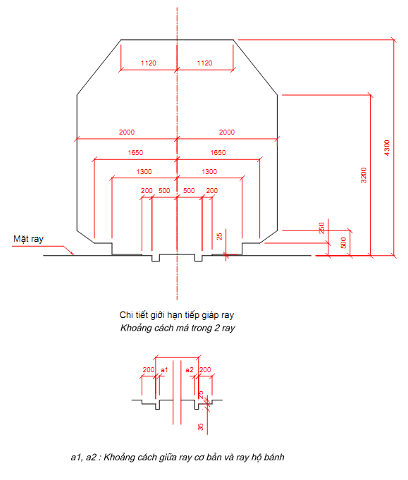 1120 1120
2000 2000
1650 1650
1300 1300
200 500 500 200
25
250
500
3200
4300
Mặt ray
Chi tiết giới hạn tiếp giáp ray
Khoảng cách má trong 2 ray
200 a1 a2 200
25
35
a1, a2 : Khoảng cách giữa ray cơ bản và ray hộ bánh